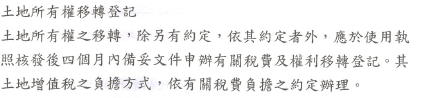 土地所有權移轉登記
土地所有權之移轉，除另有約定，依其約定者外，應於使用執
照核發後四個月內備妥文件申辦有關稅費及權利移轉登記。其
土地增值稅之負擔方式，依有關稅費負擔之約定辦理。